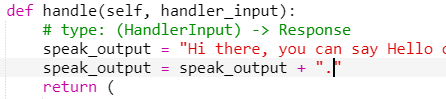 def handle(self, handler_input):
# type: (HandlerInput) -> Response
speak_output = "Hi there, you can say Hello
speak_output = speak_output + "."
return (